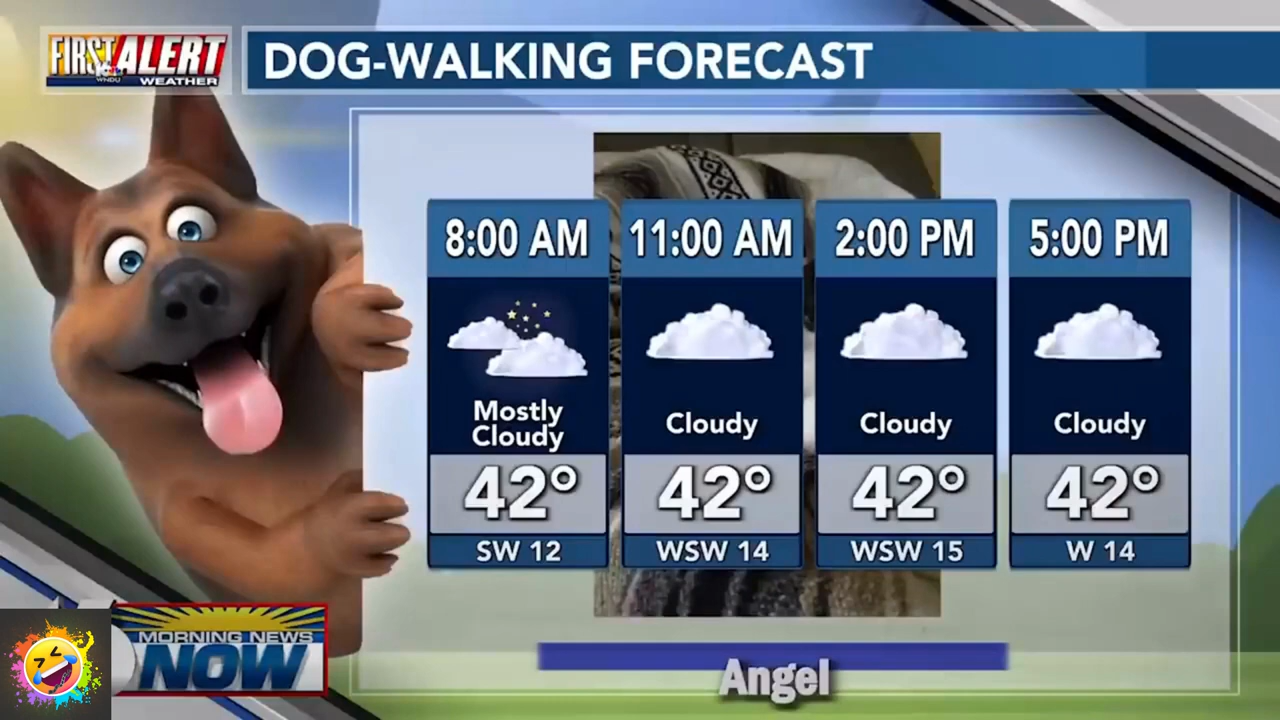 FIRST ALERT
WNDU
WEATHER
DOG-WALKING FORECAST
8:00 AM
11:00 AM
2:00 PM
5:00 PM
Mostly
Cloudy
Cloudy
Cloudy
Cloudy
42°
42°
42°
42°
SW 12
WSW 14
WSW 15
W 14
MORNING NEWS
NOW
Angel